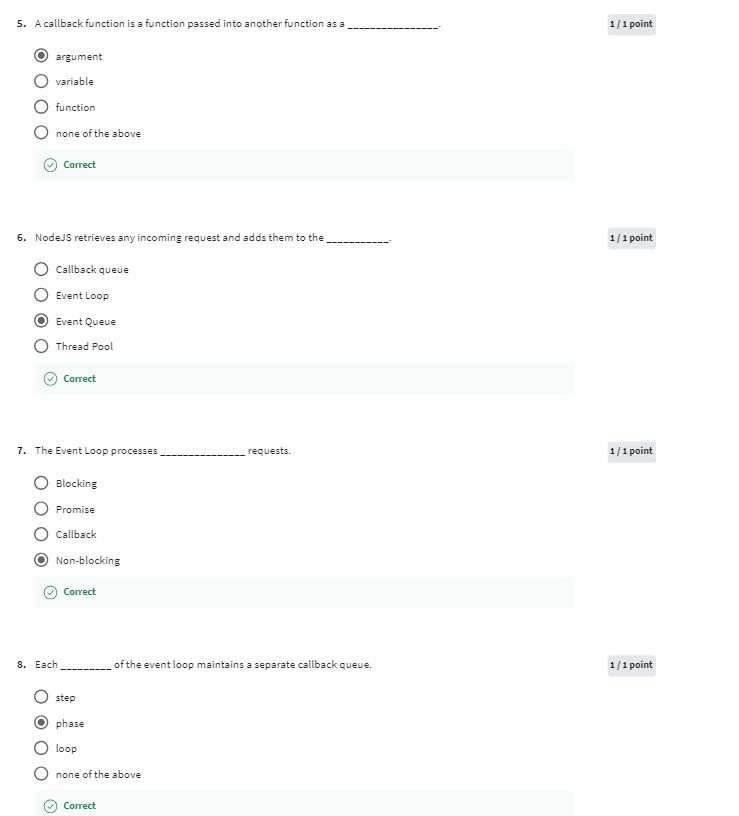 5. A callback function is a function passed into another function as a ________________.
1 / 1 point
argument
variable
function
none of the above
Correct
6. NodeJS retrieves any incoming request and adds them to the ___________.
1 / 1 point
Callback queue
Event Loop
Event Queue
Thread Pool
Correct
7. The Event Loop processes _______________ requests.
1 / 1 point
Blocking
Promise
Callback
Non-blocking
Correct
8. Each _________ of the event loop maintains a separate callback queue.
1 / 1 point
step
phase
loop
none of the above
Correct